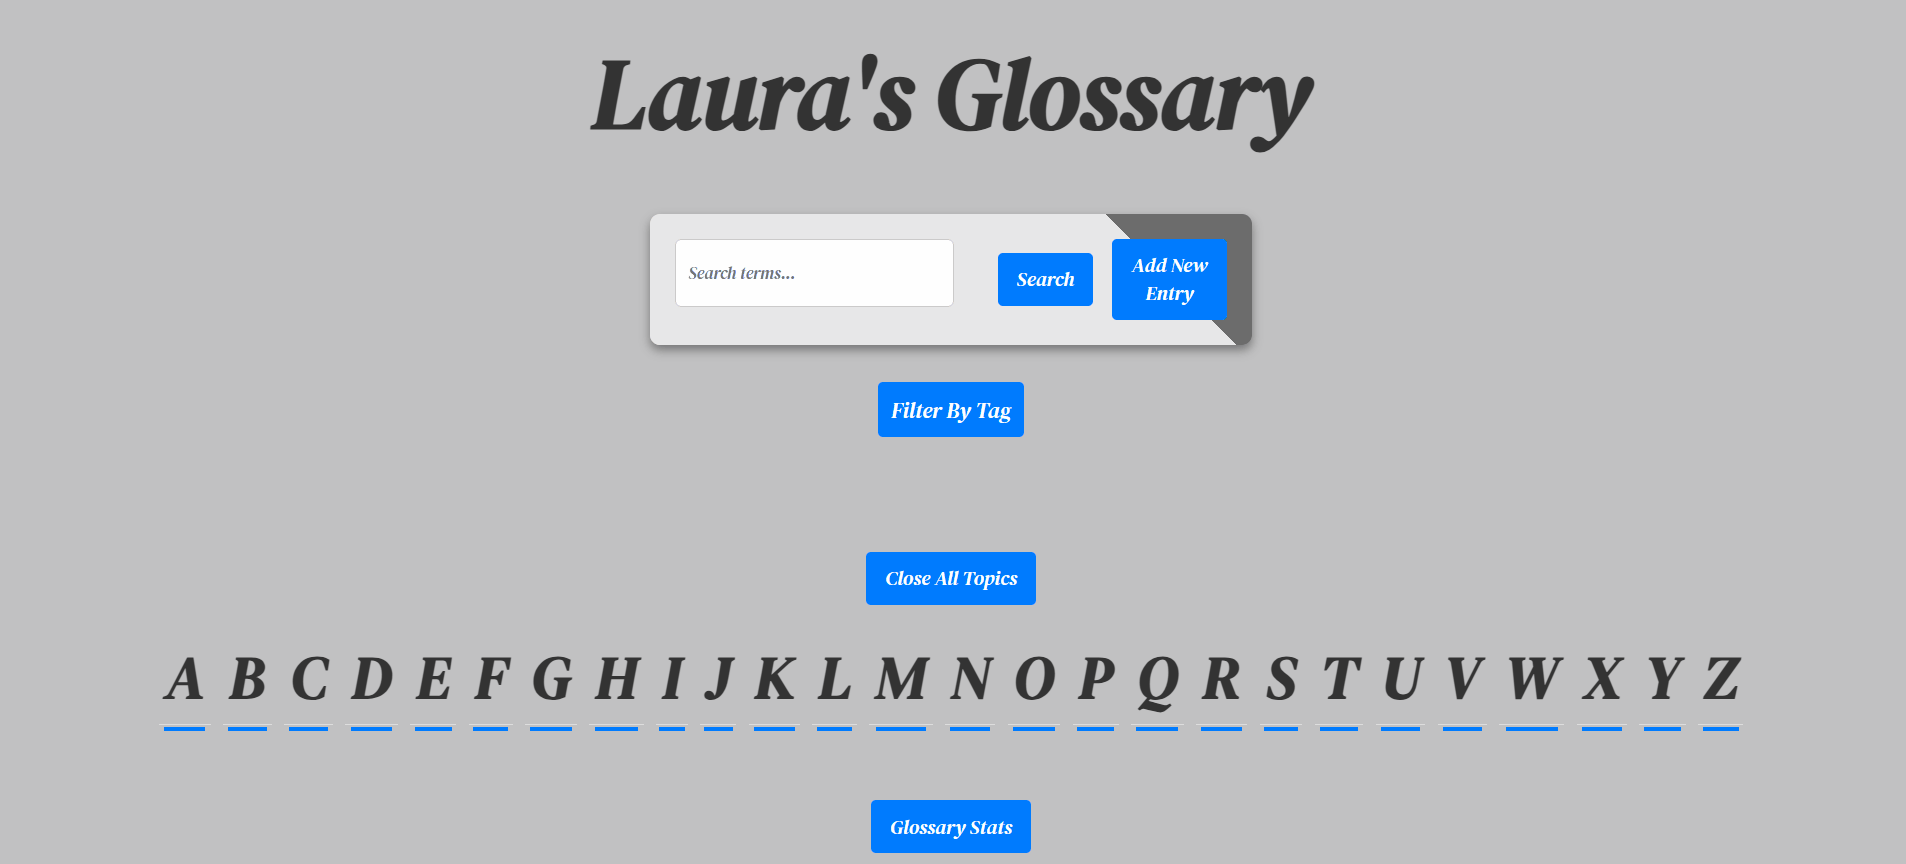 Laura's Glossary
Search terms...
Search
Add New
Entry
Filter By Tag
Close All Topics
A B C D E F G H I J K L M N O P Q R S T U V W X Y Z
Glossary Stats